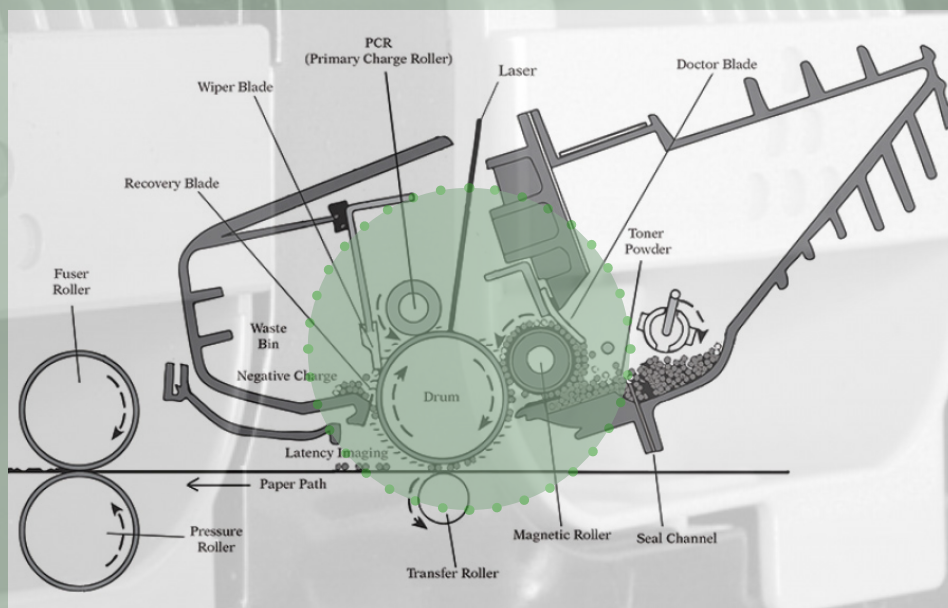 PCR
(Primary Charge Roller)
Laser
Doctor Blade
Wiper Blade
Recovery Blade
Toner
Powder
Fuser
Roller
Waste
Bin
Negative Charge
Drum
Latency Imaging
Paper Path
Pressure
Roller
Magnetic Roller
Seal Channel
Transfer Roller